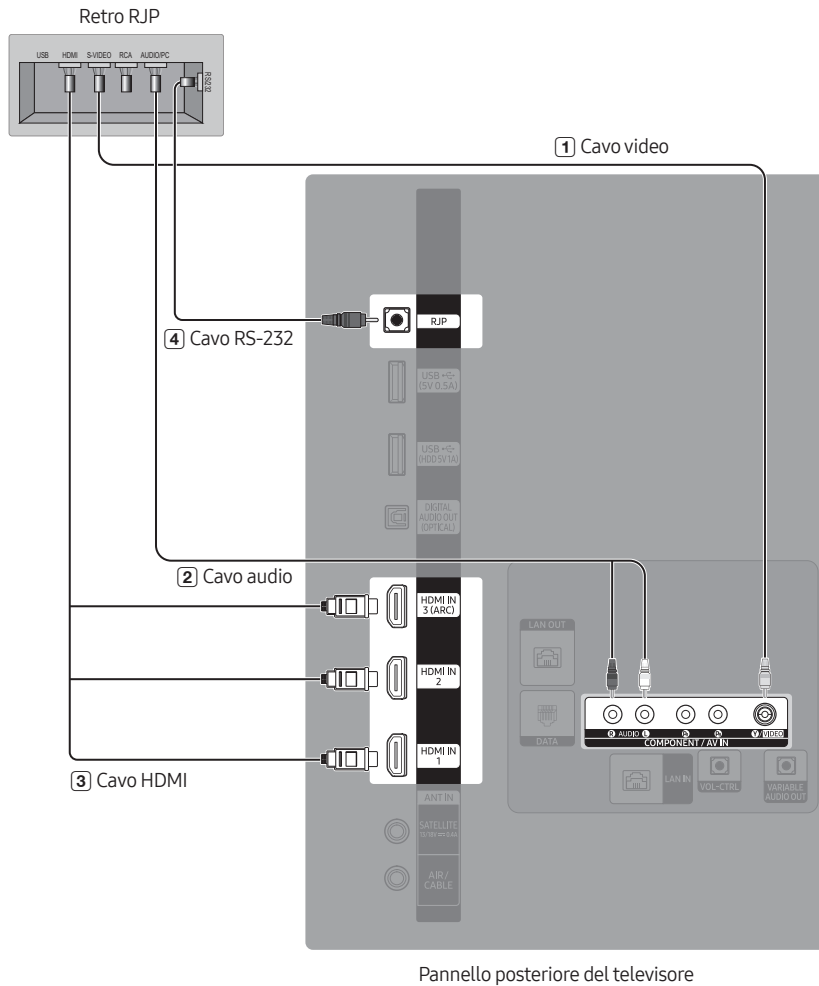 Retro RJP
USB HDMI S-VIDEO RCA AUDIO/PC
RS232
1 Cavo video
RJP
4 Cavo RS-232
USB
(5V 0.5A)
USB
(HDD 5V 1A)
DIGITAL
AUDIO OUT
(OPTICAL)
2 Cavo audio
HDMI IN
3 (ARC)
LAN OUT
HDMI IN
2
R AUDIO L PB PR Y / VIDEO
COMPONENT / AV IN
DATA
HDMI IN
1
3 Cavo HDMI
LAN IN
VOL-CTRL
VARIABLE
AUDIO OUT
ANT IN
SATELLITE
AIR /
CABLE
Pannello posteriore del televisore